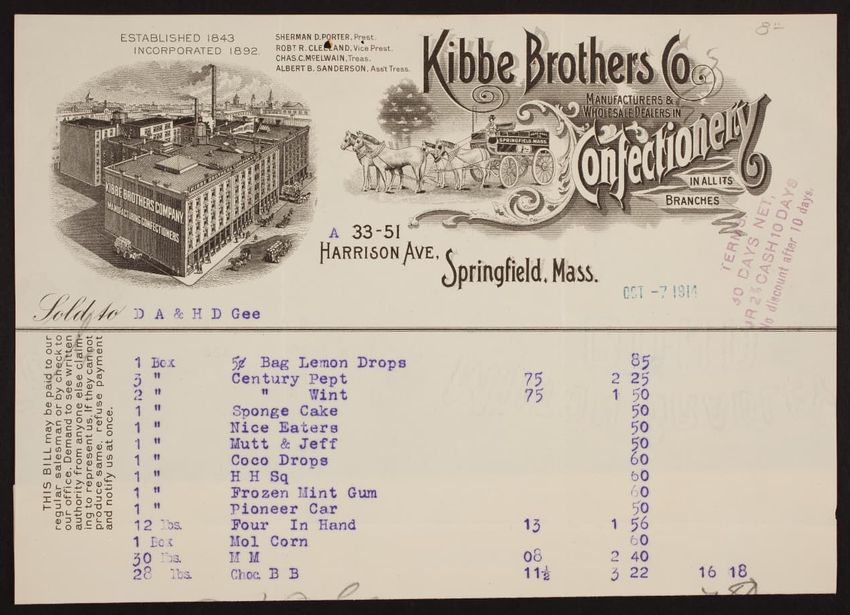 ESTABLISHED 1843
INCORPORATED 1892.
SHERMAN D. PORTER, Prest.
ROBT R. CLELAND, Vice Prest.
CHAS. C. McELWAIN, Treas.
ALBERT B. SANDERSON, Ass't Treas.
Kibbe Brothers Co.
MANUFACTURERS &
WHOLESALE DEALERS IN
Confectionery
IN ALL ITS
BRANCHES
SPRINGFIELD, MASS.
KIBBE BROTHERS COMPANY
MANUFACTURING CONFECTIONERS
A 33-51
HARRISON AVE,
Springfield, Mass.
OCT -7 1914
TERMS
30 DAYS NET,
OR 2% CASH 10 DAYS
No discount after 10 days.
Sold to D A & H D Gee
THIS BILL may be paid to our
regular salesman or by check to
our office. Demand to see written
authority from anyone else claim-
ing to represent us. If they cannot
produce same, refuse payment
and notify us at once.
1 Box 5¢ Bag Lemon Drops 85
3 " Century Pept 75 2 25
2 " " Wint 75 1 50
1 " Sponge Cake 50
1 " Nice Eaters 50
1 " Mutt & Jeff 50
1 " Coco Drops 60
1 " H H Sq 60
1 " Frozen Mint Gum 60
1 " Pioneer Car 50
12 lbs. Four In Hand 13 1 56
1 Box Mol Corn 60
30 lbs. M M 08 2 40
28 lbs. Choc B B 11½ 3 22 16 18